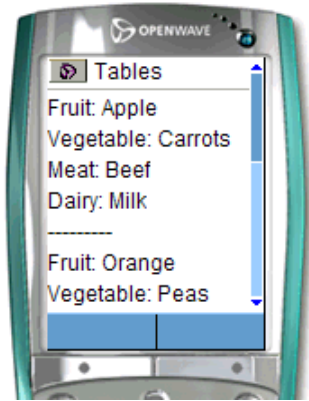 OPENWAVE
Tables
Fruit: Apple
Vegetable: Carrots
Meat: Beef
Dairy: Milk
---------
Fruit: Orange
Vegetable: Peas